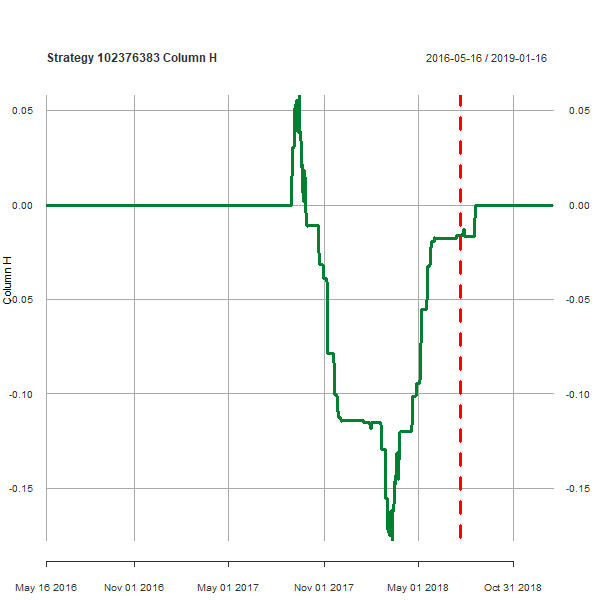 Strategy 102376383 Column H
2016-05-16 / 2019-01-16
0.05
0.05
0.00
0.00
Column H
-0.05
-0.05
-0.10
-0.10
-0.15
-0.15
May 16 2016
Nov 01 2016
May 01 2017
Nov 01 2017
May 01 2018
Oct 31 2018